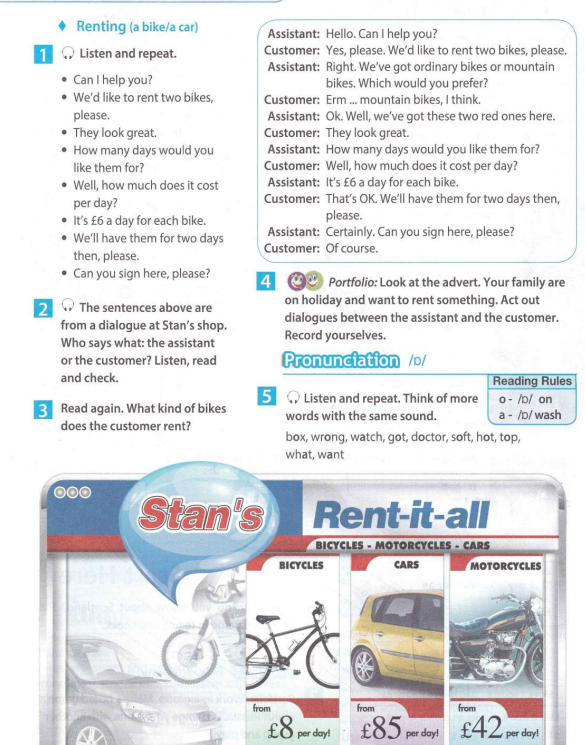 ♦ Renting (a bike/a car)
1 Listen and repeat.
• Can I help you?
• We'd like to rent two bikes,
please.
• They look great.
• How many days would you
like them for?
• Well, how much does it cost
per day?
• It's £6 a day for each bike.
• We'll have them for two days
then, please.
• Can you sign here, please?
2 The sentences above are
from a dialogue at Stan's shop.
Who says what: the assistant
or the customer? Listen, read
and check.
3 Read again. What kind of bikes
does the customer rent?
Assistant: Hello. Can I help you?
Customer: Yes, please. We'd like to rent two bikes, please.
Assistant: Right. We've got ordinary bikes or mountain
bikes. Which would you prefer?
Customer: Erm ... mountain bikes, I think.
Assistant: Ok. Well, we've got these two red ones here.
Customer: They look great.
Assistant: How many days would you like them for?
Customer: Well, how much does it cost per day?
Assistant: It's £6 a day for each bike.
Customer: That's OK. We'll have them for two days then,
please.
Assistant: Certainly. Can you sign here, please?
Customer: Of course.
4 Portfolio: Look at the advert. Your family are
on holiday and want to rent something. Act out
dialogues between the assistant and the customer.
Record yourselves.
Pronunciation /ɒ/
5 Listen and repeat. Think of more
words with the same sound.
box, wrong, watch, got, doctor, soft, hot, top,
what, want
Reading Rules
o - /ɒ/ on
a - /ɒ/ wash
Stan's Rent-it-all
BICYCLES - MOTORCYCLES - CARS
BICYCLES
from
£8 per day!
CARS
from
£85 per day!
MOTORCYCLES
from
£42 per day!